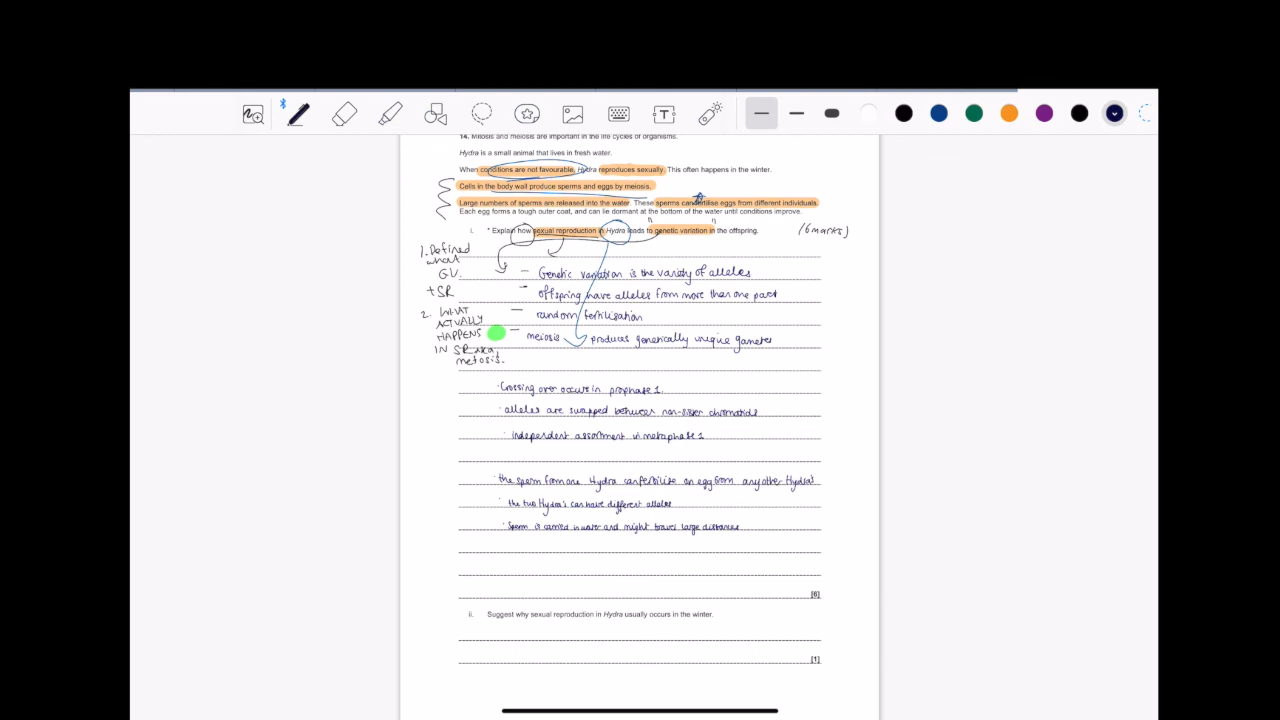 14. Mitosis and meiosis are important in the life cycles of organisms.
Hydra is a small animal that lives in fresh water.
When conditions are not favourable, Hydra reproduces sexually. This often happens in the winter.
Cells in the body wall produce sperms and eggs by meiosis.
Large numbers of sperms are released into the water. These sperms can fertilise eggs from different individuals.
Each egg forms a tough outer coat, and can lie dormant at the bottom of the water until conditions improve.
i. * Explain how sexual reproduction in Hydra leads to genetic variation in the offspring. (6 marks)
1. Defined
what
GV.
+ SR
2. WHAT
ACTUALLY
HAPPENS
IN SR
meiosis.
- Genetic variation is the variety of alleles
- offspring have alleles from more than one part
- random fertilisation
- meiosis produces genetically unique gametes
· Crossing over occurs in prophase 1.
· alleles are swapped between non-sister chromatids
· independent assortment in metaphase 1
· the sperm from one Hydra can fertilise an egg from any other Hydra's
· the two Hydra's can have different alleles
· Sperm is carried in water and might travel large distances
[6]
ii. Suggest why sexual reproduction in Hydra usually occurs in the winter.
[1]
T